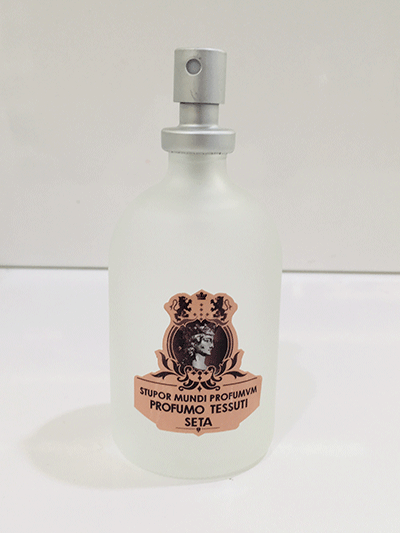 STUPOR MUNDI PROFUMVM
PROFUMO TESSUTI
SETA